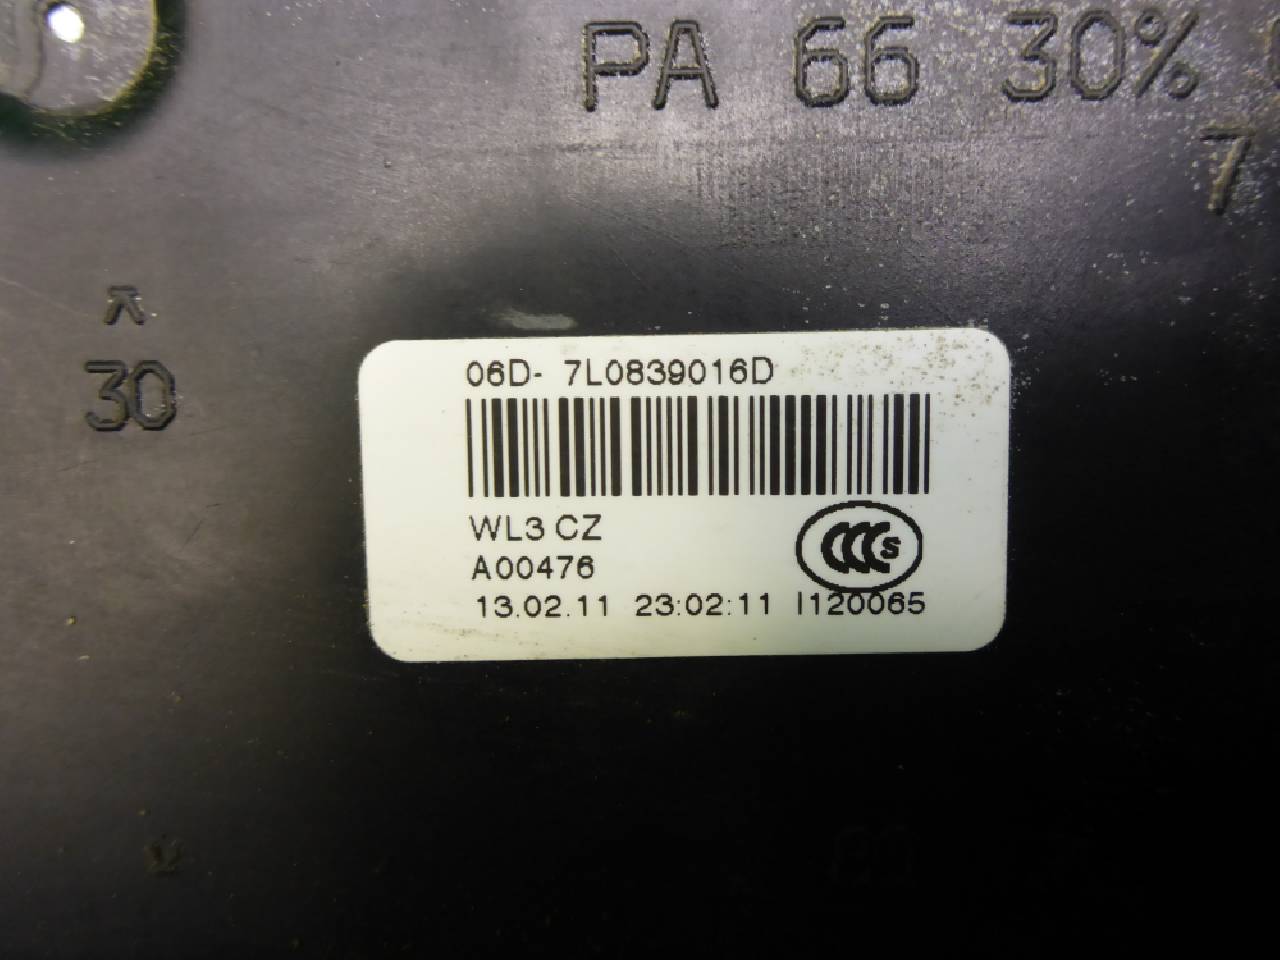 PA 66 30%
7
30
06D- 7L0839016D
WL3 CZ
A00476
CCC S
13.02.11 23:02:11 I120065